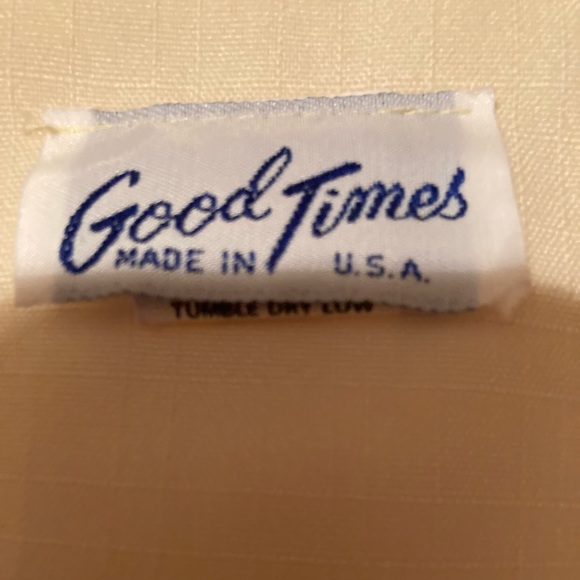 Good Times
MADE IN U.S.A.
TUMBLE DRY LOW